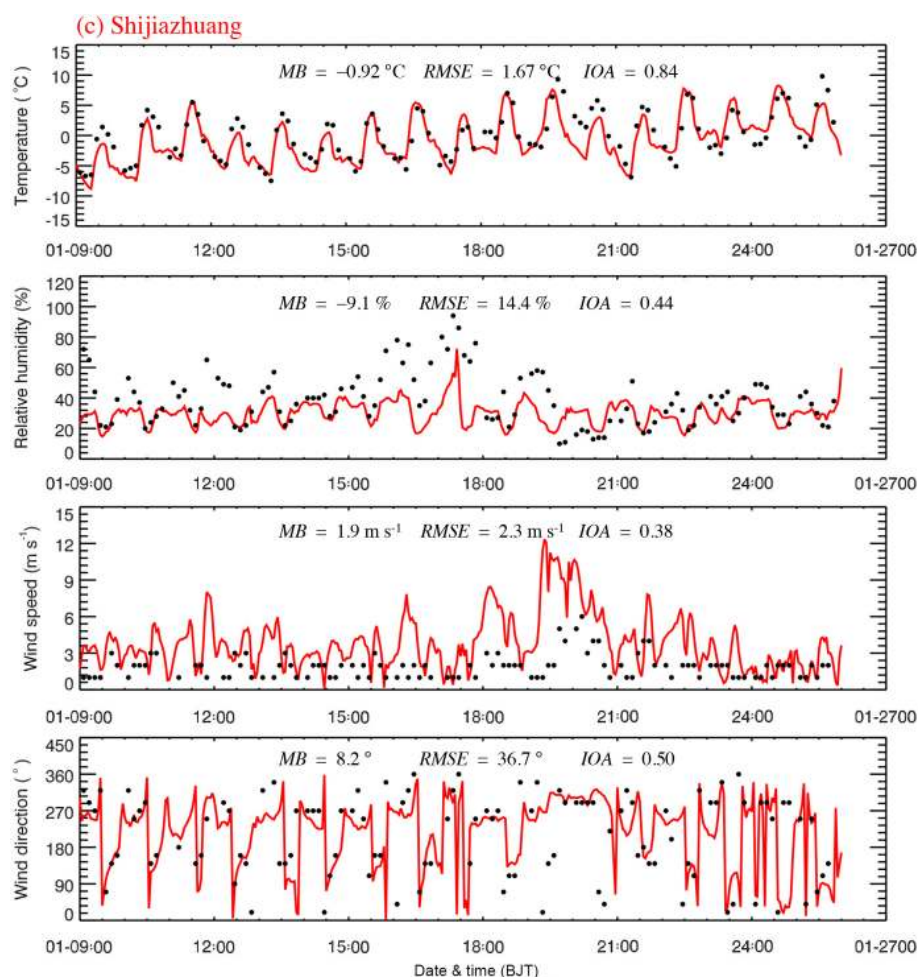 (c) Shijiazhuang
MB = −0.92 °C RMSE = 1.67 °C IOA = 0.84
Temperature ( °C)
15
10
5
0
-5
-10
-15
01-09:00 12:00 15:00 18:00 21:00 24:00 01-2700
MB = −9.1 % RMSE = 14.4 % IOA = 0.44
Relative humidity (%)
120
100
80
60
40
20
0
01-09:00 12:00 15:00 18:00 21:00 24:00 01-2700
MB = 1.9 m s⁻¹ RMSE = 2.3 m s⁻¹ IOA = 0.38
Wind speed (m s⁻¹)
15
12
9
6
3
0
01-09:00 12:00 15:00 18:00 21:00 24:00 01-2700
MB = 8.2 ° RMSE = 36.7 ° IOA = 0.50
Wind direction ( °)
450
360
270
180
90
0
01-09:00 12:00 15:00 18:00 21:00 24:00 01-2700
Date & time (BJT)